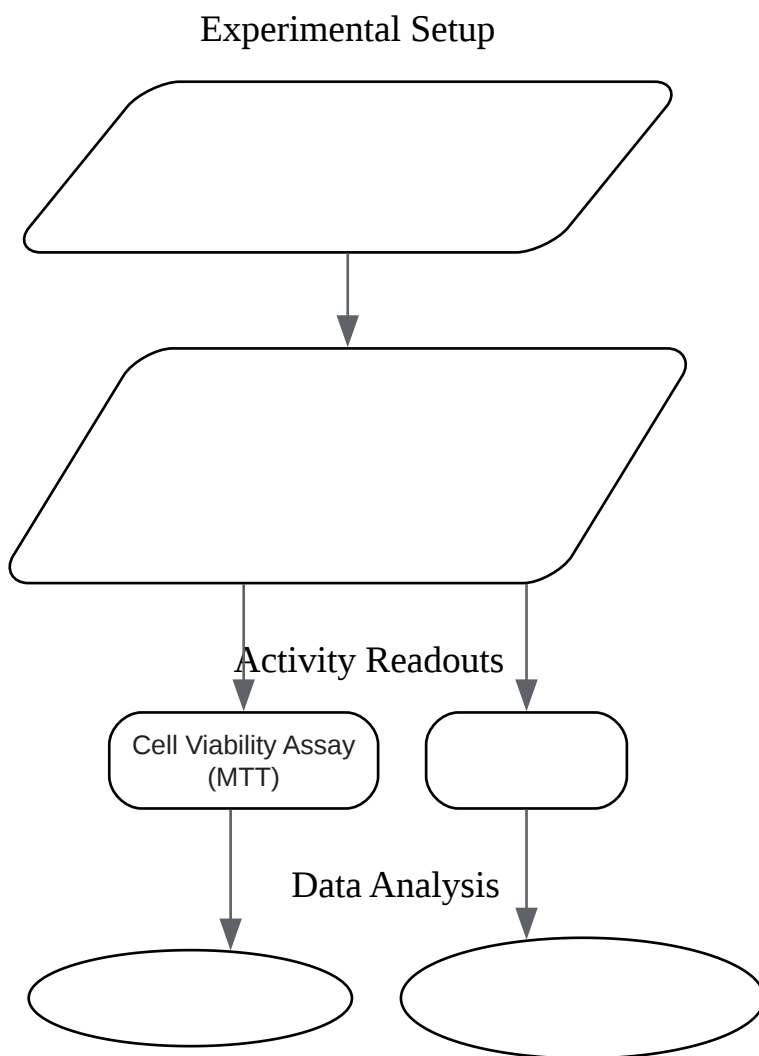 Experimental Setup
Activity Readouts
Cell Viability Assay
(MTT)
Data Analysis